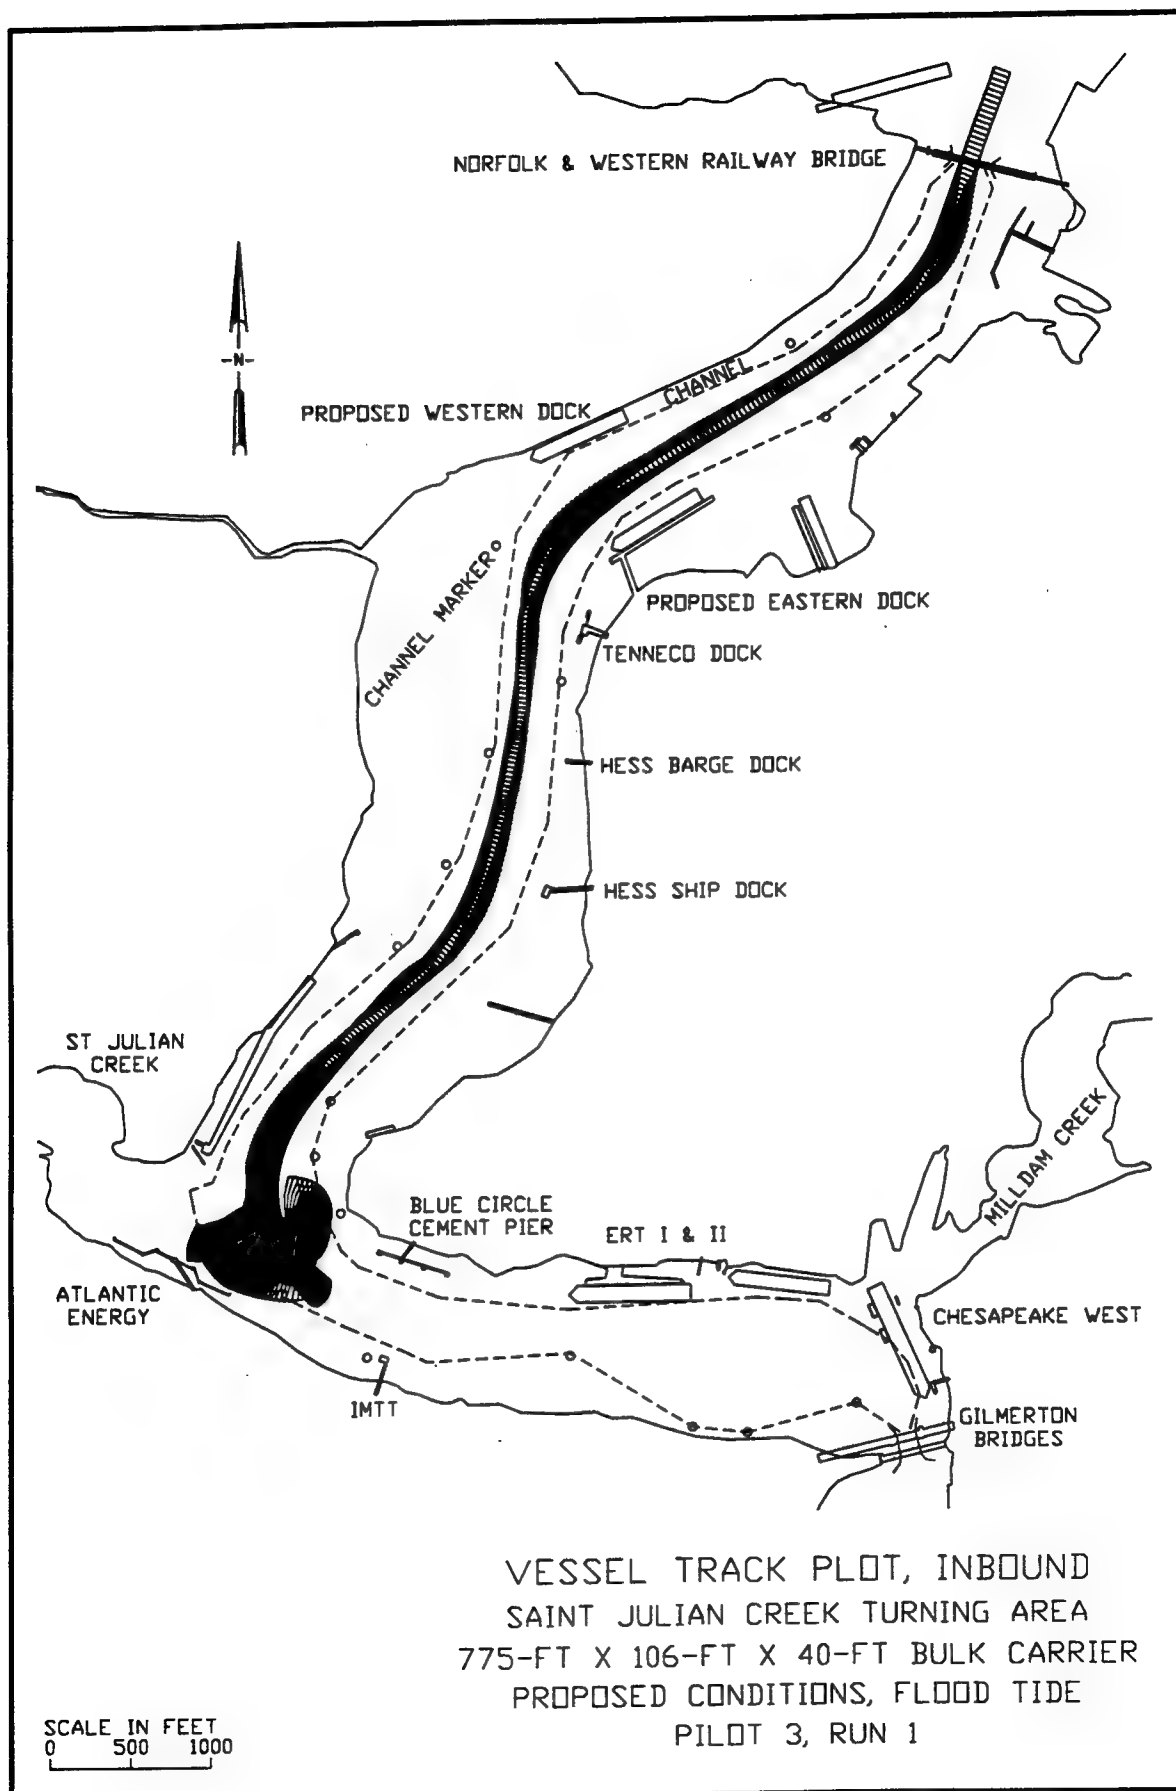 NORFOLK & WESTERN RAILWAY BRIDGE
-N-
CHANNEL
PROPOSED WESTERN DOCK
CHANNEL MARKER
PROPOSED EASTERN DOCK
TENNECO DOCK
HESS BARGE DOCK
HESS SHIP DOCK
ST JULIAN
CREEK
MILLDAM CREEK
BLUE CIRCLE
CEMENT PIER
ERT I & II
ATLANTIC
ENERGY
CHESAPEAKE WEST
IMTT
GILMERTON
BRIDGES
VESSEL TRACK PLOT, INBOUND
SAINT JULIAN CREEK TURNING AREA
775-FT X 106-FT X 40-FT BULK CARRIER
PROPOSED CONDITIONS, FLOOD TIDE
PILOT 3, RUN 1
SCALE IN FEET
0 500 1000